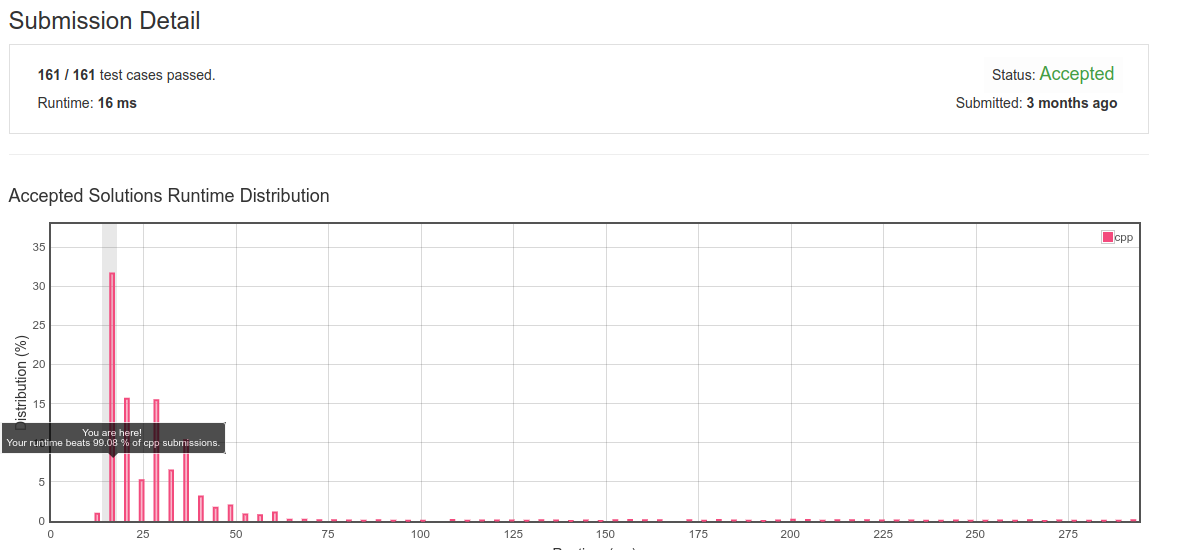 Submission Detail
161 / 161 test cases passed.
Status: Accepted
Runtime: 16 ms
Submitted: 3 months ago
Accepted Solutions Runtime Distribution
cpp
35
30
25
20
15
5
0
Distribution (%)
You are here!
Your runtime beats 99.08 % of cpp submissions.
0 25 50 75 100 125 150 175 200 225 250 275